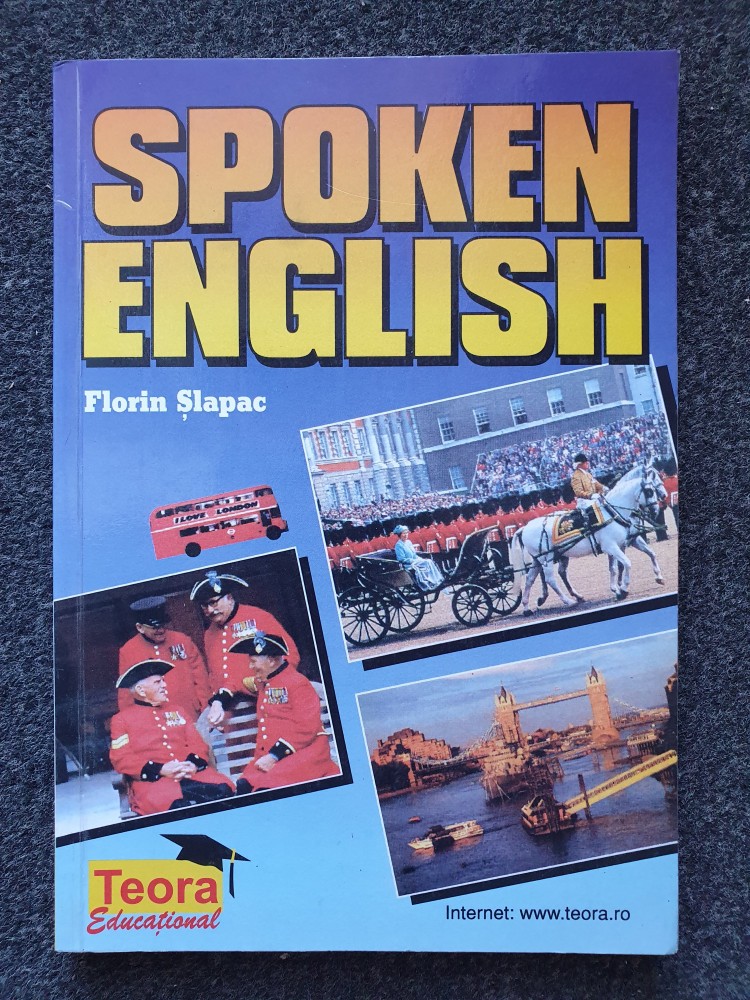 SPOKEN
ENGLISH
Florin Șlapac
I LOVE LONDON
Teora
Educațional
Internet: www.teora.ro